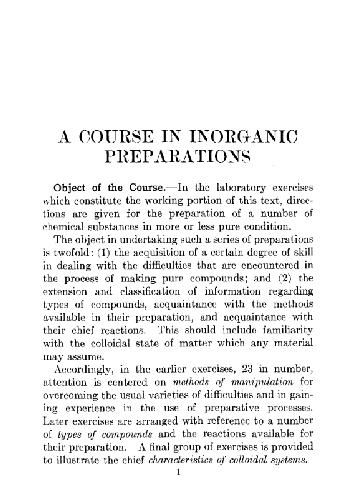 A COURSE IN INORGANIC
PREPARATIONS
Object of the Course.—In the laboratory exercises
which constitute the working portion of this text, direc-
tions are given for the preparation of a number of
chemical substances in more or less pure condition.
The object in undertaking such a series of preparations
is twofold: (1) the acquisition of a certain degree of skill
in dealing with the difficulties that are encountered in
the process of making pure compounds; and (2) the
extension and classification of information regarding
types of compounds, acquaintance with the methods
available in their preparation, and acquaintance with
their chief reactions. This should include familiarity
with the colloidal state of matter which any material
may assume.
Accordingly, in the earlier exercises, 23 in number,
attention is centered on methods of manipulation for
overcoming the usual varieties of difficulties and in gain-
ing experience in the use of preparative processes.
Later exercises are arranged with reference to a number
of types of compounds and the reactions available for
their preparation. A final group of exercises is provided
to illustrate the chief characteristics of colloidal systems.
1